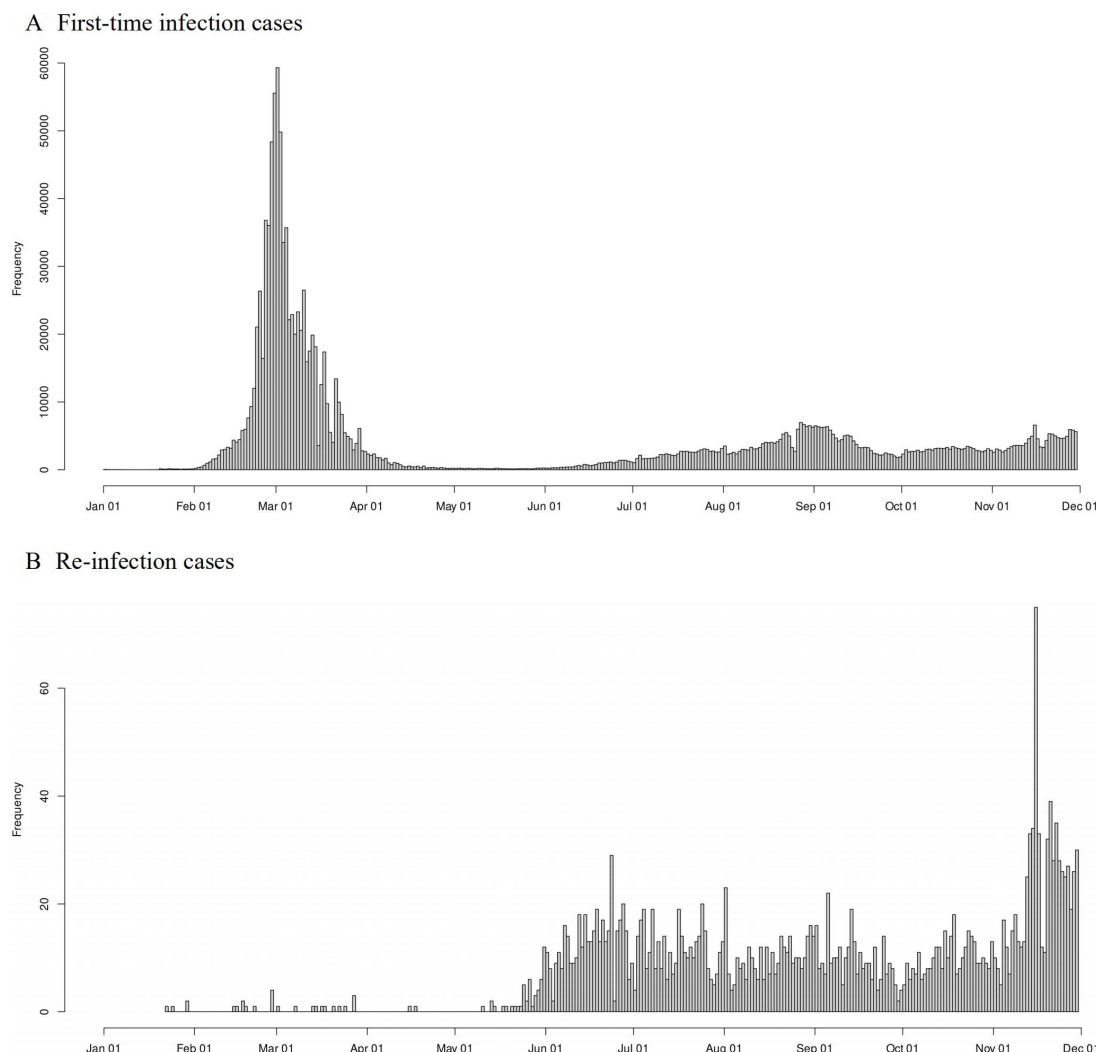 A First-time infection cases
60000
50000
40000
30000
20000
10000
0
Frequency
Jan 01 Feb 01 Mar 01 Apr 01 May 01 Jun 01 Jul 01 Aug 01 Sep 01 Oct 01 Nov 01 Dec 01
B Re-infection cases
60
40
20
0
Frequency
Jan 01 Feb 01 Mar 01 Apr 01 May 01 Jun 01 Jul 01 Aug 01 Sep 01 Oct 01 Nov 01 Dec 01